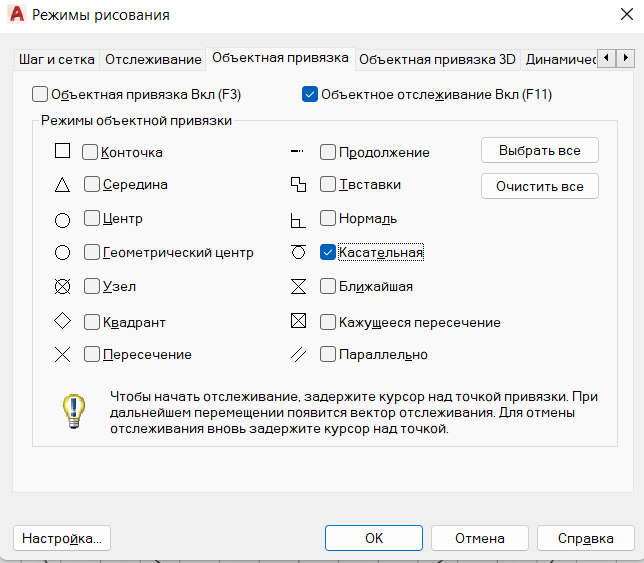 Режимы рисования
Шаг и сетка Отслеживание Объектная привязка Объектная привязка 3D Динамичес
Объектная привязка Вкл (F3) Объектное отслеживание Вкл (F11)
Режимы объектной привязки
Конточка Продолжение Выбрать все
Середина Твставки Очистить все
Центр Нормаль
Геометрический центр Касательная
Узел Ближайшая
Квадрант Кажущееся пересечение
Пересечение Параллельно
Чтобы начать отслеживание, задержите курсор над точкой привязки. При
дальнейшем перемещении появится вектор отслеживания. Для отмены
отслеживания вновь задержите курсор над точкой.
Настройка... OK Отмена Справка